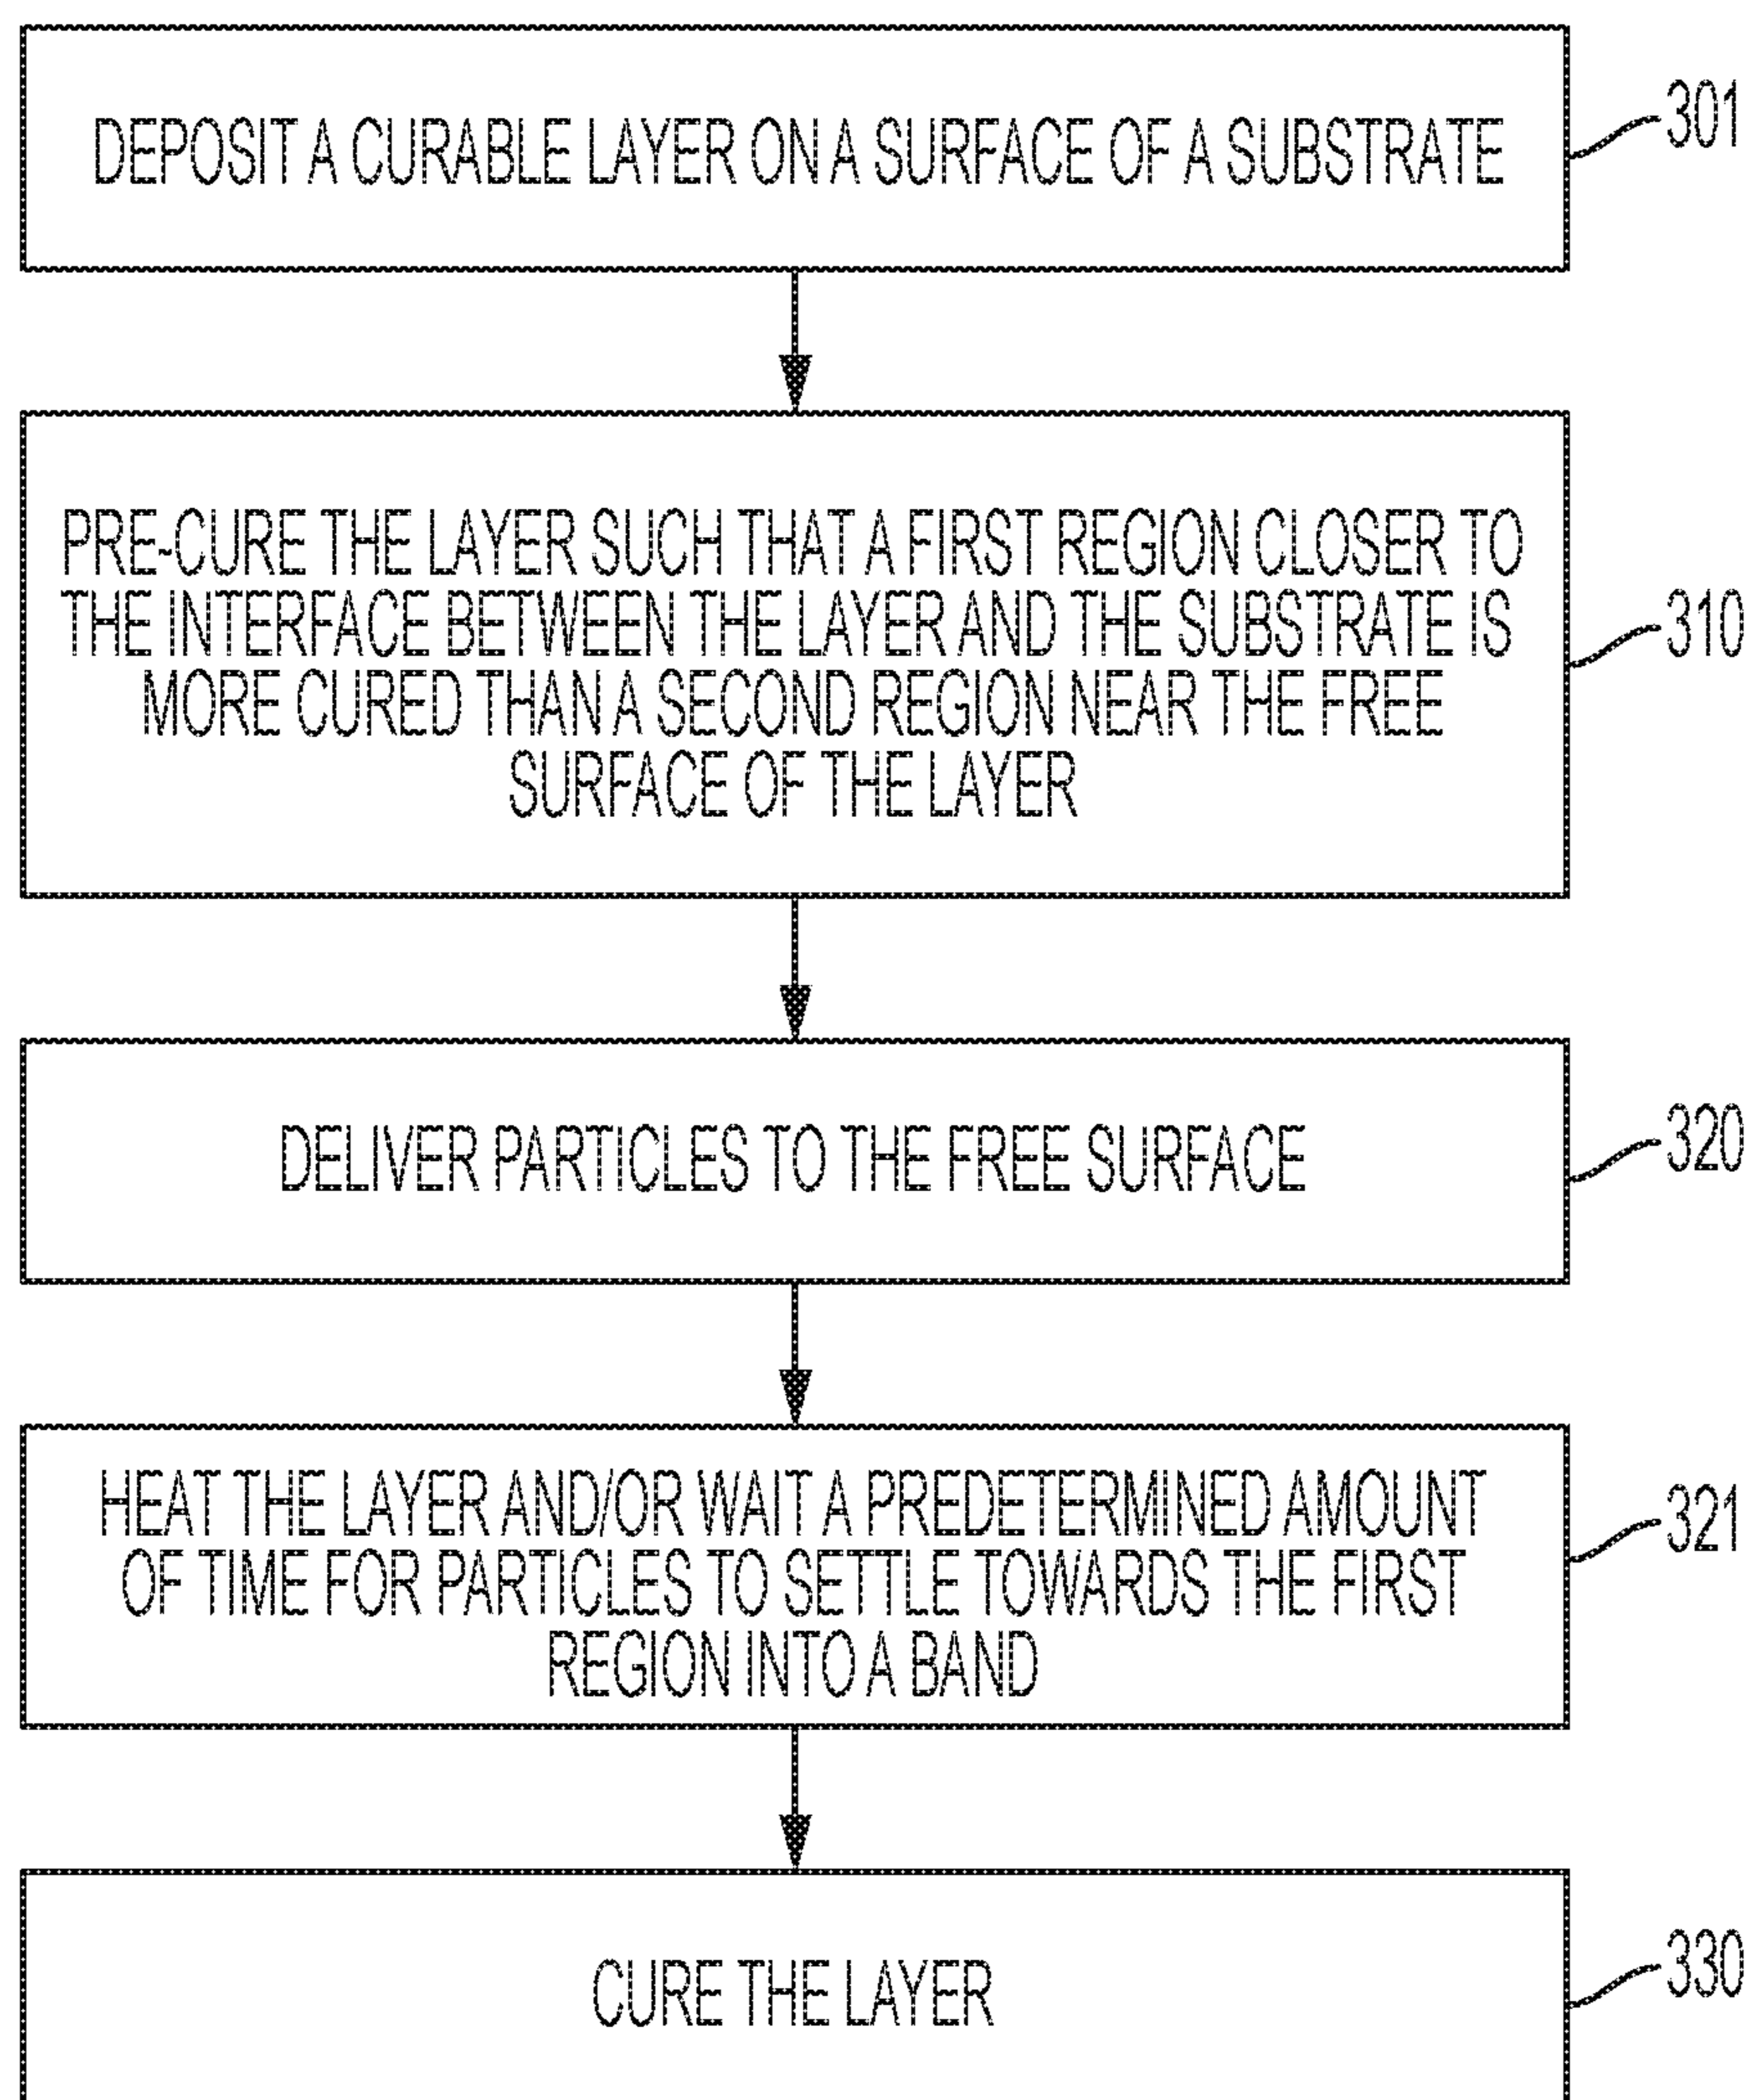 DEPOSIT A CURABLE LAYER ON A SURFACE OF A SUBSTRATE
301
PRE-CURE THE LAYER SUCH THAT A FIRST REGION CLOSER TO
THE INTERFACE BETWEEN THE LAYER AND THE SUBSTRATE IS
MORE CURED THAN A SECOND REGION NEAR THE FREE
SURFACE OF THE LAYER
310
DELIVER PARTICLES TO THE FREE SURFACE
320
HEAT THE LAYER AND/OR WAIT A PREDETERMINED AMOUNT
OF TIME FOR PARTICLES TO SETTLE TOWARDS THE FIRST
REGION INTO A BAND
321
CURE THE LAYER
330